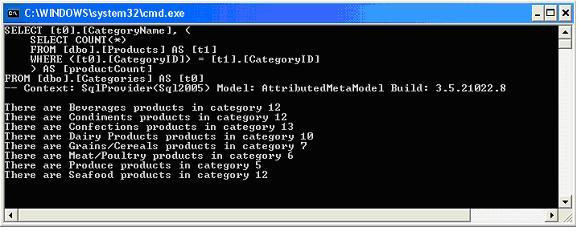 C:\WINDOWS\system32\cmd.exe
SELECT [t0].[CategoryName], (
SELECT COUNT(*)
FROM [dbo].[Products] AS [t1]
WHERE ([t0].[CategoryID]) = [t1].[CategoryID]
) AS [productCount]
FROM [dbo].[Categories] AS [t0]
-- Context: SqlProvider(Sql2005) Model: AttributedMetaModel Build: 3.5.21022.8
There are Beverages products in category 12
There are Condiments products in category 12
There are Confections products in category 13
There are Dairy Products products in category 10
There are Grains/Cereals products in category 7
There are Meat/Poultry products in category 6
There are Produce products in category 5
There are Seafood products in category 12